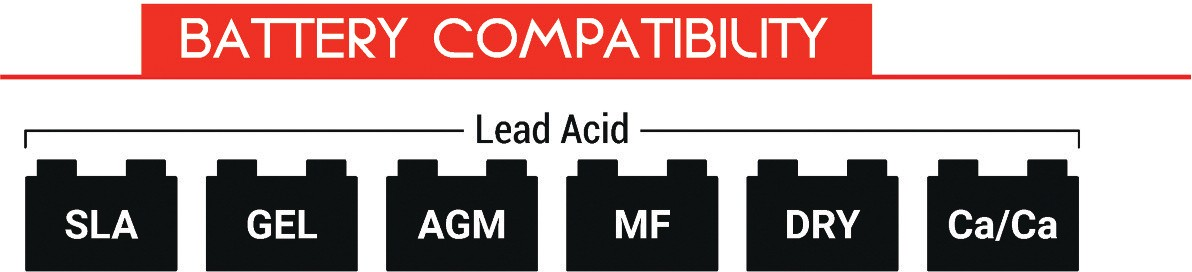 BATTERY COMPATIBILITY
Lead Acid
SLA GEL AGM MF DRY Ca/Ca